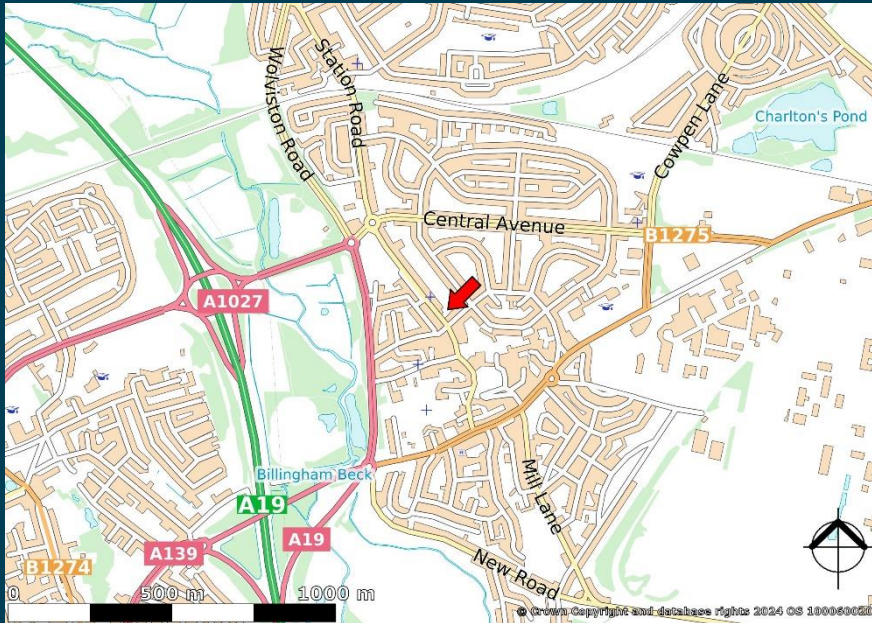 Wolviston Road
Station Road
Cowpen Lane
Charlton's Pond
Central Avenue
B1275
A1027
Billingham Beck
Mill Lane
A19
A19
A139
New Road
B1274
0 500 m 1000 m
© Crown Copyright and database rights 2024 OS 100060020